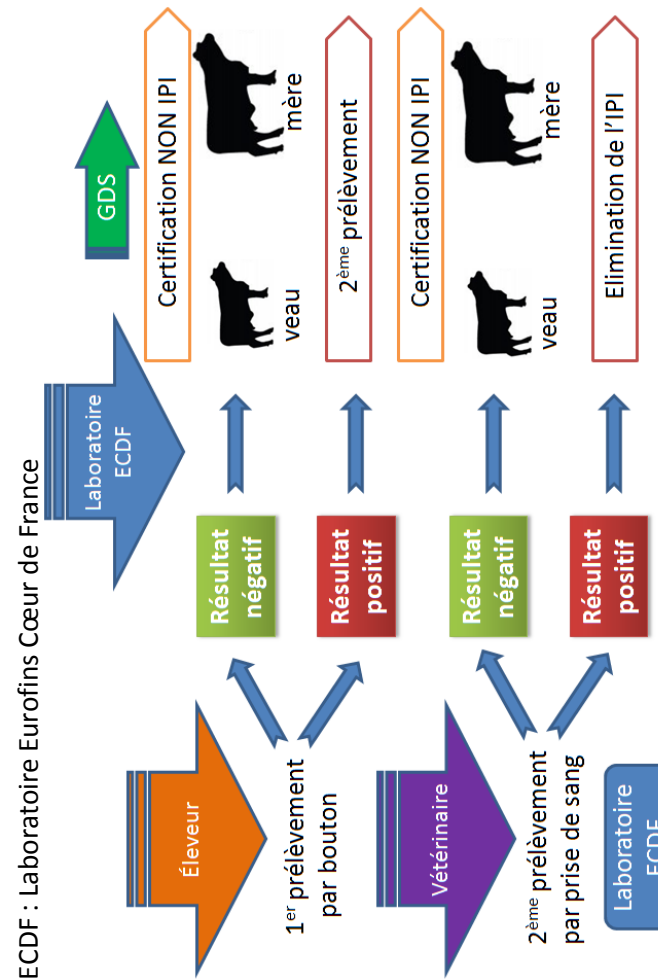 ECDF : Laboratoire Eurofins Cœur de France
Éleveur
1er prélèvement
par bouton
Laboratoire
ECDF
GDS
Résultat
négatif
Certification NON IPI
veau
mère
Résultat
positif
2ème prélèvement
Vétérinaire
2ème prélèvement
par prise de sang
Résultat
négatif
Certification NON IPI
veau
mère
Résultat
positif
Elimination de l'IPI
Laboratoire
ECDF